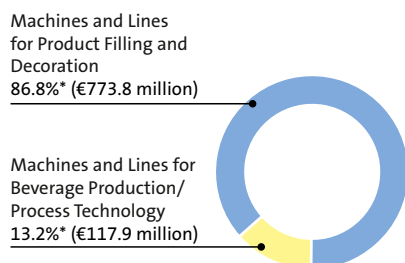 Machines and Lines
for Product Filling and
Decoration
86.8%* (€773.8 million)
Machines and Lines for
Beverage Production/
Process Technology
13.2%* (€117.9 million)